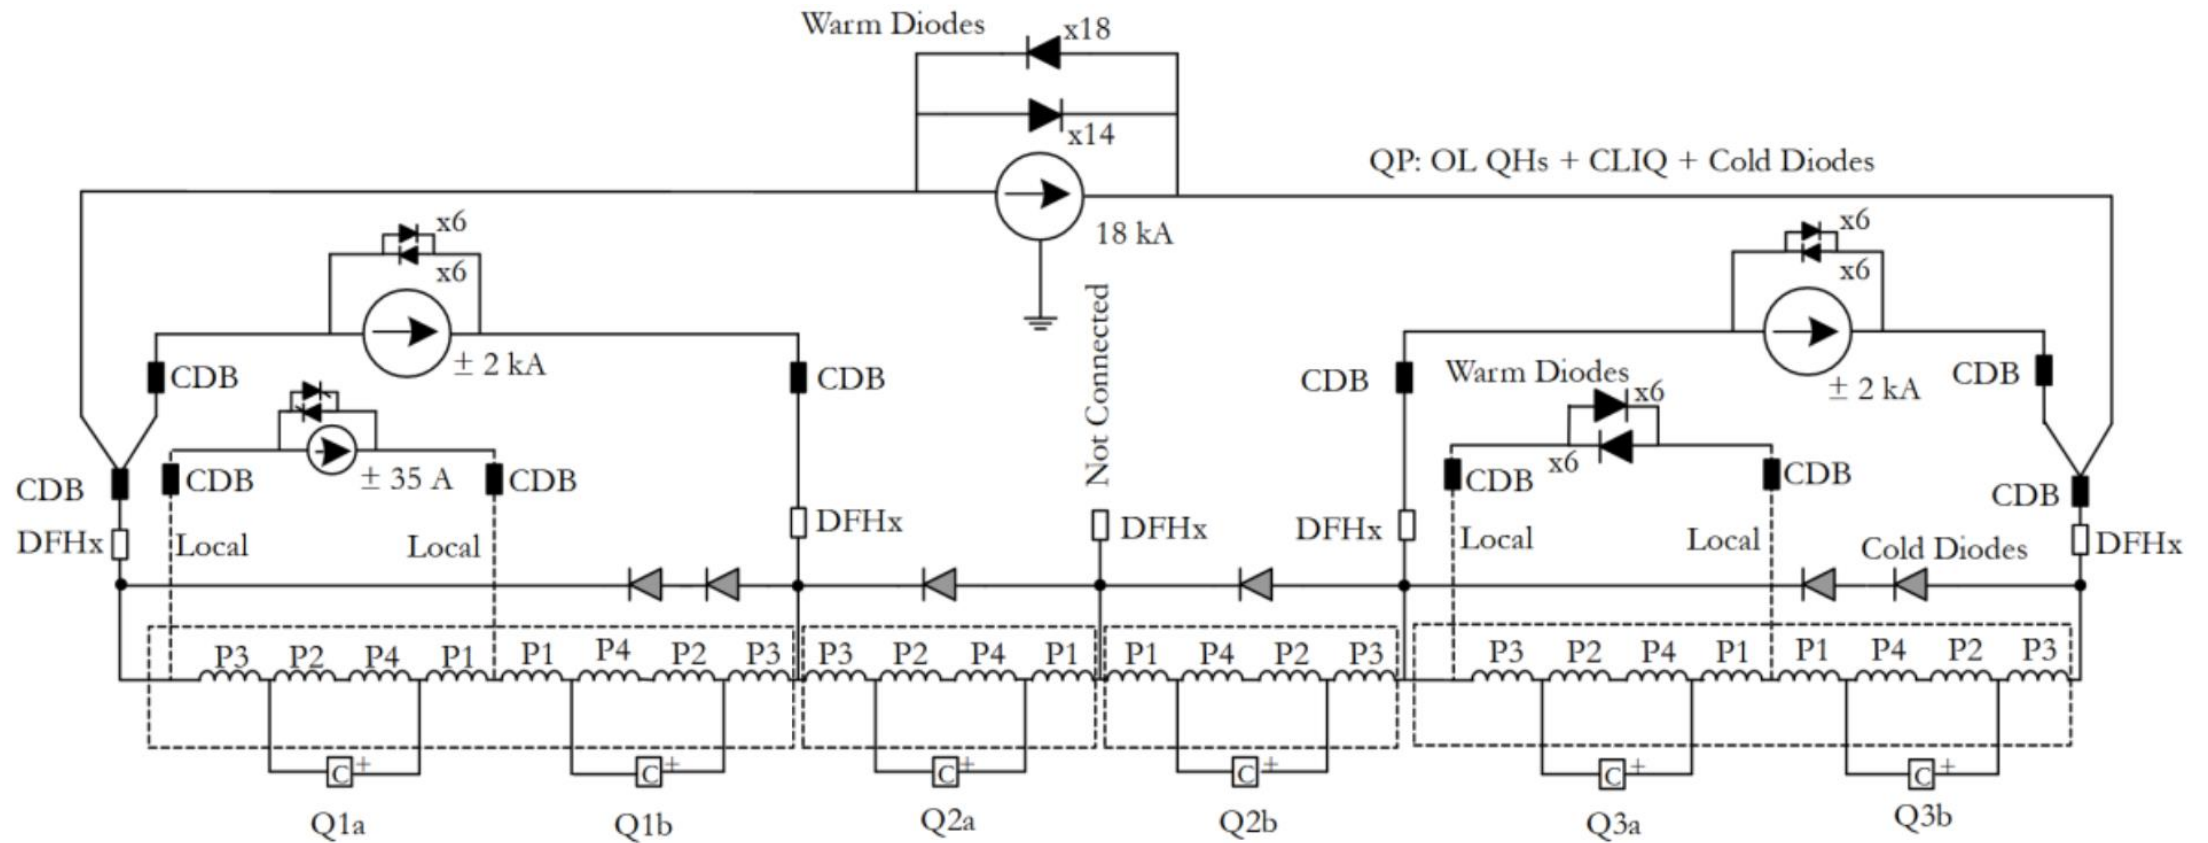 Warm Diodes
x18
x14
QP: OL QHs + CLIQ + Cold Diodes
18 kA
x6
x6
± 2 kA
x6
x6
± 2 kA
Not Connected
CDB
CDB
CDB
Warm Diodes
x6
x6
CDB
CDB
CDB
± 35 A
CDB
CDB
CDB
CDB
DFHx
DFHx
DFHx
DFHx
DFHx
Local
Local
Local
Local
Cold Diodes
P3 P2 P4 P1 P1 P4 P2 P3 P3 P2 P4 P1 P1 P4 P2 P3 P3 P2 P4 P1 P1 P4 P2 P3
C + C + C + C + C + C +
Q1a Q1b Q2a Q2b Q3a Q3b